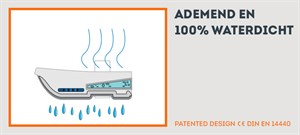 ADEMEND EN
100% WATERDICHT
PATENTED DESIGN CE DIN EN 14440